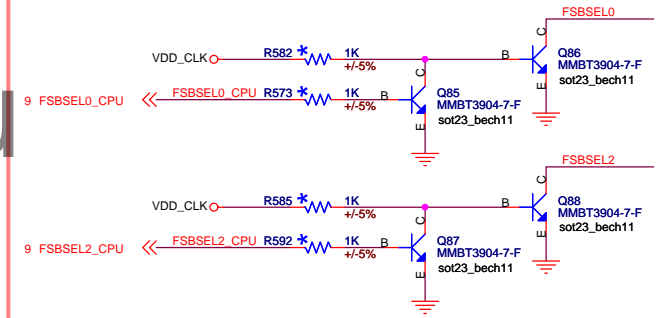 FSBSEL0
VDD_CLK R582 * 1K B C Q86
+/-5% MMBT3904-7-F
C Q85 E sot23_bech11
9 FSBSEL0_CPU FSBSEL0_CPU R573 * 1K B MMBT3904-7-F
+/-5% E sot23_bech11
FSBSEL2
VDD_CLK R585 * 1K B C Q88
+/-5% MMBT3904-7-F
C Q87 E sot23_bech11
9 FSBSEL2_CPU FSBSEL2_CPU R592 * 1K B MMBT3904-7-F
+/-5% E sot23_bech11